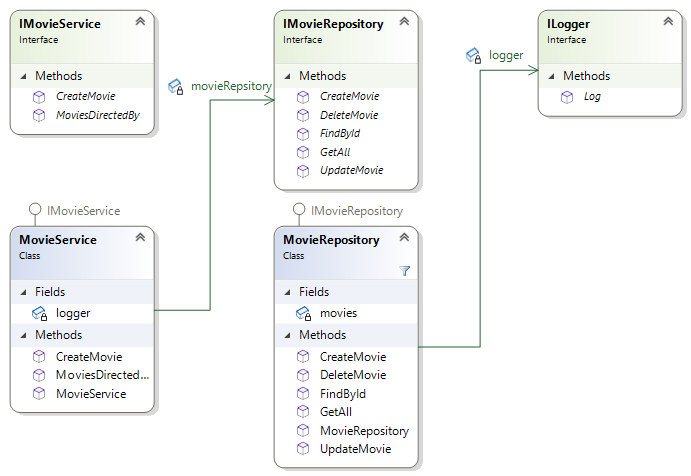 IMovieService
Interface
Methods
CreateMovie
MoviesDirectedBy
movieRepsitory
IMovieRepository
Interface
Methods
CreateMovie
DeleteMovie
FindById
GetAll
UpdateMovie
logger
ILogger
Interface
Methods
Log
IMovieService
MovieService
Class
Fields
logger
Methods
CreateMovie
MoviesDirected...
MovieService
IMovieRepository
MovieRepository
Class
Fields
movies
Methods
CreateMovie
DeleteMovie
FindById
GetAll
MovieRepository
UpdateMovie